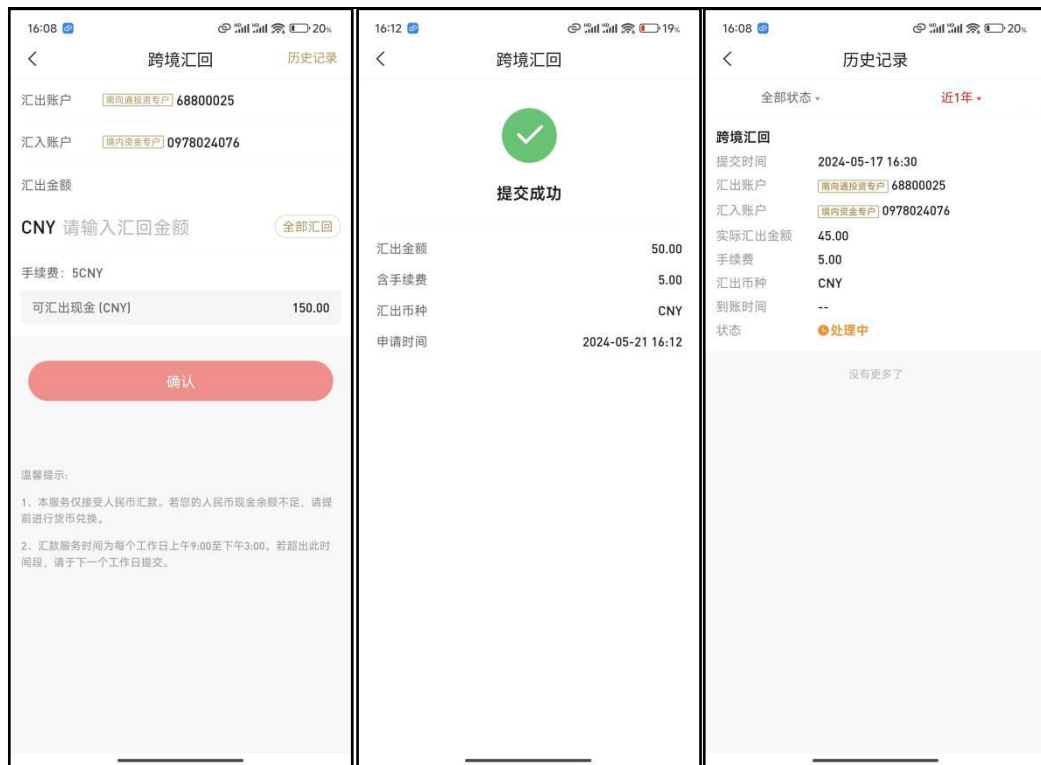 16:08
20%
跨境汇回
历史记录
汇出账户 南向通投资专户 68800025
汇入账户 境内资金专户 0978024076
汇出金额
CNY 请输入汇回金额 全部汇回
手续费：5CNY
可汇出现金 (CNY) 150.00
确认
温馨提示:
1、本服务仅接受人民币汇款。若您的人民币现金余额不足，请提
前进行货币兑换。
2、汇款服务时间为每个工作日上午9:00至下午3:00。若超出此时
间段，请于下一个工作日提交。
16:12
19%
跨境汇回
提交成功
汇出金额 50.00
含手续费 5.00
汇出币种 CNY
申请时间 2024-05-21 16:12
16:08
20%
历史记录
全部状态 近1年
跨境汇回
提交时间 2024-05-17 16:30
汇出账户 南向通投资专户 68800025
汇入账户 境内资金专户 0978024076
实际汇出金额 45.00
手续费 5.00
汇出币种 CNY
到账时间 --
状态 处理中
没有更多了